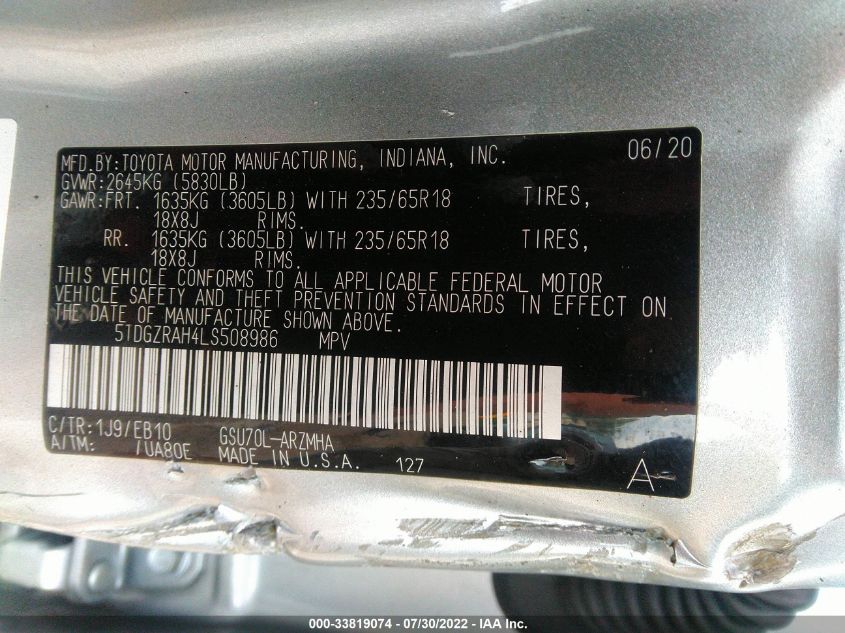 MFD.BY:TOYOTA MOTOR MANUFACTURING, INDIANA, INC. 06/20
GVWR:2645KG (5830LB)
GAWR:FRT. 1635KG (3605LB) WITH 235/65R18 TIRES,
18X8J RIMS.
RR. 1635KG (3605LB) WITH 235/65R18 TIRES,
18X8J RIMS.
THIS VEHICLE CONFORMS TO ALL APPLICABLE FEDERAL MOTOR
VEHICLE SAFETY AND THEFT PREVENTION STANDARDS IN EFFECT ON
THE DATE OF MANUFACTURE SHOWN ABOVE.
5TDGZRAH4LS508986 MPV
C/TR:1J9/EB10 GSU70L-ARZMHA
A/TM: /UA80E MADE IN U.S.A. 127 A-
000-33819074 - 07/30/2022 - IAA Inc.